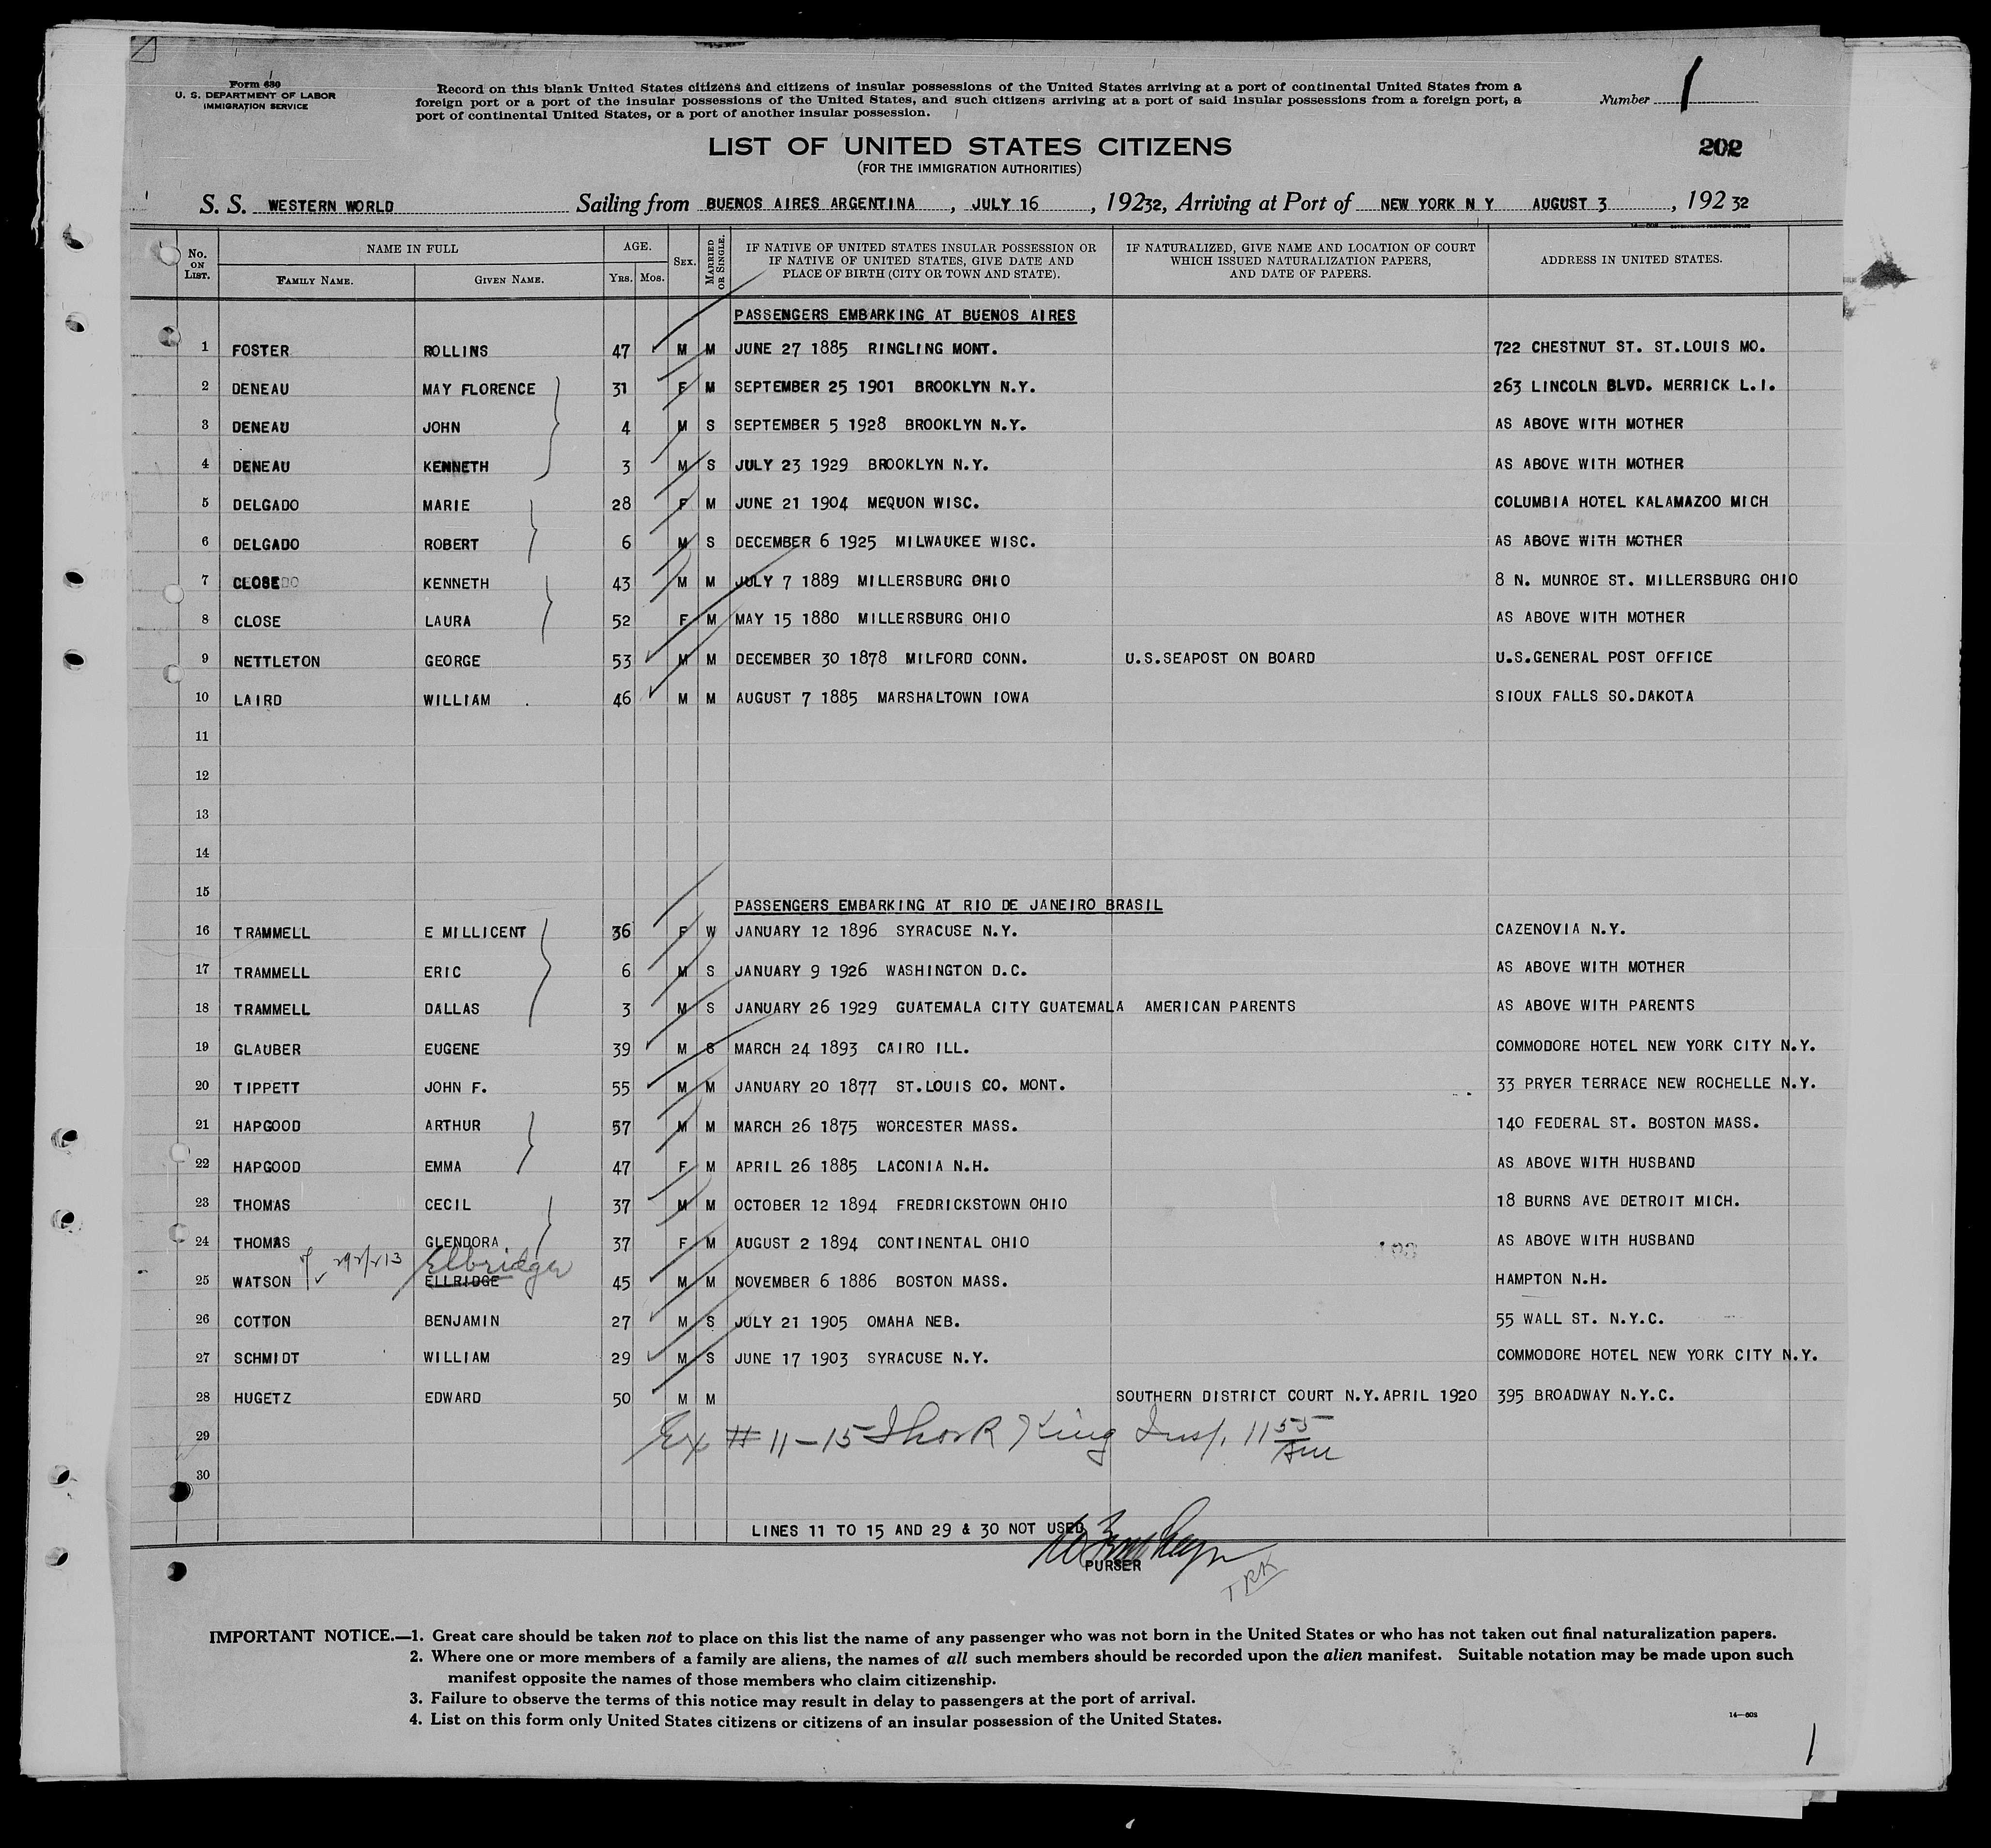 Form 630
U. S. DEPARTMENT OF LABOR
IMMIGRATION SERVICE
Record on this blank United States citizens and citizens of insular possessions of the United States arriving at a port of continental United States from a
foreign port or a port of the insular possessions of the United States, and such citizens arriving at a port of said insular possessions from a foreign port, a
port of continental United States, or a port of another insular possession.
Number 1
LIST OF UNITED STATES CITIZENS
(FOR THE IMMIGRATION AUTHORITIES)
202
S. S. WESTERN WORLD Sailing from BUENOS AIRES ARGENTINA , JULY 16 , 19232, Arriving at Port of NEW YORK N Y AUGUST 3 , 192 32
No. ON LIST. NAME IN FULL FAMILY NAME. GIVEN NAME. AGE. YRS. MOS. SEX. MARRIED OR SINGLE. IF NATIVE OF UNITED STATES INSULAR POSSESSION OR IF NATIVE OF UNITED STATES, GIVE DATE AND PLACE OF BIRTH (CITY OR TOWN AND STATE). IF NATURALIZED, GIVE NAME AND LOCATION OF COURT WHICH ISSUED NATURALIZATION PAPERS, AND DATE OF PAPERS. ADDRESS IN UNITED STATES.
PASSENGERS EMBARKING AT BUENOS AIRES
1 FOSTER ROLLINS 47 M M JUNE 27 1885 RINGLING MONT. 722 CHESTNUT ST. ST.LOUIS MO.
2 DENEAU MAY FLORENCE 31 F M SEPTEMBER 25 1901 BROOKLYN N.Y. 263 LINCOLN BLVD. MERRICK L.I.
3 DENEAU JOHN 4 M S SEPTEMBER 5 1928 BROOKLYN N.Y. AS ABOVE WITH MOTHER
4 DENEAU KENNETH 3 M S JULY 23 1929 BROOKLYN N.Y. AS ABOVE WITH MOTHER
5 DELGADO MARIE 28 F M JUNE 21 1904 MEQUON WISC. COLUMBIA HOTEL KALAMAZOO MICH
6 DELGADO ROBERT 6 M S DECEMBER 6 1925 MILWAUKEE WISC. AS ABOVE WITH MOTHER
7 CLOSE KENNETH 43 M M JULY 7 1889 MILLERSBURG OHIO 8 N. MUNROE ST. MILLERSBURG OHIO
8 CLOSE LAURA 52 F M MAY 15 1880 MILLERSBURG OHIO AS ABOVE WITH MOTHER
9 NETTLETON GEORGE 53 M M DECEMBER 30 1878 MILFORD CONN. U.S.SEAPOST ON BOARD U.S.GENERAL POST OFFICE
10 LAIRD WILLIAM . 46 M M AUGUST 7 1885 MARSHALTOWN IOWA SIOUX FALLS SO.DAKOTA
11
12
13
14
15
PASSENGERS EMBARKING AT RIO DE JANEIRO BRASIL
16 TRAMMELL E MILLICENT 36 F W JANUARY 12 1896 SYRACUSE N.Y. CAZENOVIA N.Y.
17 TRAMMELL ERIC 6 M S JANUARY 9 1926 WASHINGTON D.C. AS ABOVE WITH MOTHER
18 TRAMMELL DALLAS 3 M S JANUARY 26 1929 GUATEMALA CITY GUATEMALA AMERICAN PARENTS AS ABOVE WITH PARENTS
19 GLAUBER EUGENE 39 M S MARCH 24 1893 CAIRO ILL. COMMODORE HOTEL NEW YORK CITY N.Y.
20 TIPPETT JOHN F. 55 M M JANUARY 20 1877 ST.LOUIS CO. MONT. 33 PRYER TERRACE NEW ROCHELLE N.Y.
21 HAPGOOD ARTHUR 57 M M MARCH 26 1875 WORCESTER MASS. 140 FEDERAL ST. BOSTON MASS.
22 HAPGOOD EMMA 47 F M APRIL 26 1885 LACONIA N.H. AS ABOVE WITH HUSBAND
23 THOMAS CECIL 37 M M OCTOBER 12 1894 FREDRICKSTOWN OHIO 18 BURNS AVE DETROIT MICH.
24 THOMAS GLENDORA 37 F M AUGUST 2 1894 CONTINENTAL OHIO AS ABOVE WITH HUSBAND
Elbridge
25 WATSON ELLRIDGE 45 M M NOVEMBER 6 1886 BOSTON MASS. HAMPTON N.H.
26 COTTON BENJAMIN 27 M S JULY 21 1905 OMAHA NEB. 55 WALL ST. N.Y.C.
27 SCHMIDT WILLIAM 29 M S JUNE 17 1903 SYRACUSE N.Y. COMMODORE HOTEL NEW YORK CITY N.Y.
28 HUGETZ EDWARD 50 M M SOUTHERN DISTRICT COURT N.Y. APRIL 1920 395 BROADWAY N.Y.C.
29 Ex # 11-15 King Insp. 11 55 Am
30
LINES 11 TO 15 AND 29 & 30 NOT USED
PURSER
TRK
IMPORTANT NOTICE.—1. Great care should be taken not to place on this list the name of any passenger who was not born in the United States or who has not taken out final naturalization papers.
2. Where one or more members of a family are aliens, the names of all such members should be recorded upon the alien manifest. Suitable notation may be made upon such
manifest opposite the names of those members who claim citizenship.
3. Failure to observe the terms of this notice may result in delay to passengers at the port of arrival.
4. List on this form only United States citizens or citizens of an insular possession of the United States.
14—608
1